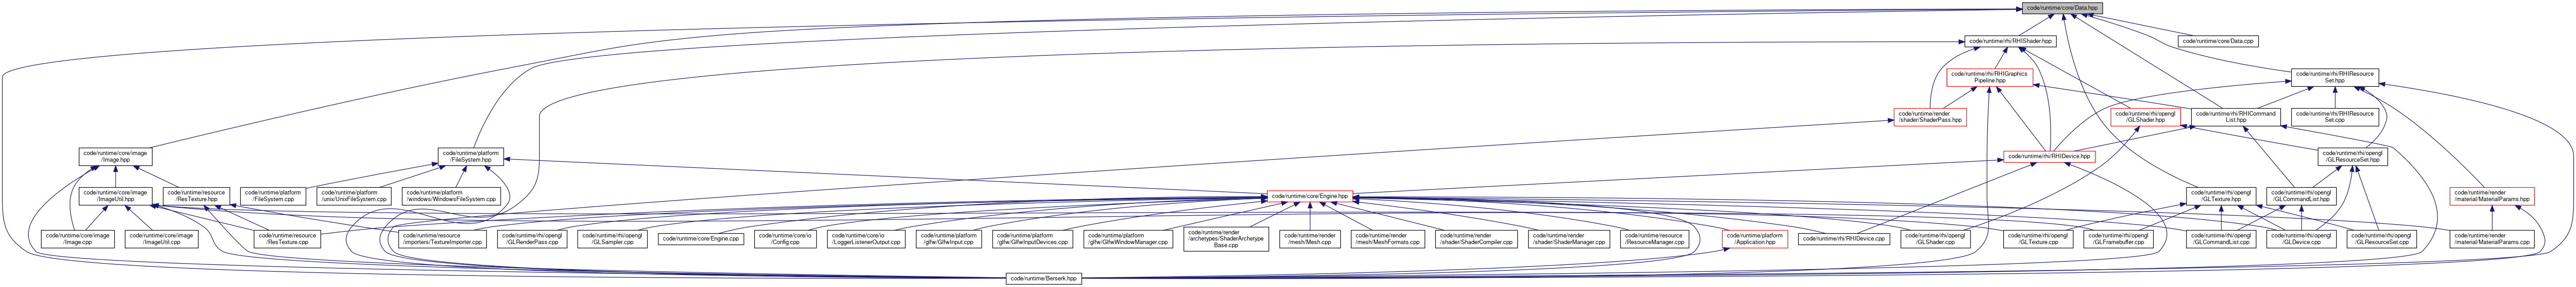 code/runtime/core/Data.hpp
code/runtime/rhi/RHIShader.hpp
code/runtime/core/Data.cpp
code/runtime/rhi/RHIGraphics
Pipeline.hpp
code/runtime/rhi/RHIResource
Set.hpp
code/runtime/render
/shader/ShaderPass.hpp
code/runtime/rhi/opengl
/GLShader.hpp
code/runtime/rhi/RHICommand
List.hpp
code/runtime/rhi/RHIResource
Set.cpp
code/runtime/core/image
/Image.hpp
code/runtime/platform
/FileSystem.hpp
code/runtime/rhi/RHIDevice.hpp
code/runtime/rhi/opengl
/GLResourceSet.hpp
code/runtime/core/image
/ImageUtil.hpp
code/runtime/resource
/ResTexture.hpp
code/runtime/platform
/FileSystem.cpp
code/runtime/platform
/unix/UnixFileSystem.cpp
code/runtime/platform
/windows/WindowsFileSystem.cpp
code/runtime/core/Engine.hpp
code/runtime/rhi/opengl
/GLTexture.hpp
code/runtime/rhi/opengl
/GLCommandList.hpp
code/runtime/render
/material/MaterialParams.hpp
code/runtime/core/image
/Image.cpp
code/runtime/core/image
/ImageUtil.cpp
code/runtime/resource
/ResTexture.cpp
code/runtime/resource
/importers/TextureImporter.cpp
code/runtime/rhi/opengl
/GLRenderPass.cpp
code/runtime/rhi/opengl
/GLSampler.cpp
code/runtime/core/Engine.cpp
code/runtime/core/io
/Config.cpp
code/runtime/core/io
/LoggerListenerOutput.cpp
code/runtime/platform
/glfw/GlfwInput.cpp
code/runtime/platform
/glfw/GlfwInputDevices.cpp
code/runtime/platform
/glfw/GlfwWindowManager.cpp
code/runtime/render
/archetypes/ShaderArchetype
Base.cpp
code/runtime/render
/mesh/Mesh.cpp
code/runtime/render
/mesh/MeshFormats.cpp
code/runtime/render
/shader/ShaderCompiler.cpp
code/runtime/render
/shader/ShaderManager.cpp
code/runtime/resource
/ResourceManager.cpp
code/runtime/platform
/Application.hpp
code/runtime/rhi/RHIDevice.cpp
code/runtime/rhi/opengl
/GLShader.cpp
code/runtime/rhi/opengl
/GLTexture.cpp
code/runtime/rhi/opengl
/GLFramebuffer.cpp
code/runtime/rhi/opengl
/GLCommandList.cpp
code/runtime/rhi/opengl
/GLDevice.cpp
code/runtime/rhi/opengl
/GLResourceSet.cpp
code/runtime/render
/material/MaterialParams.cpp
code/runtime/Berserk.hpp